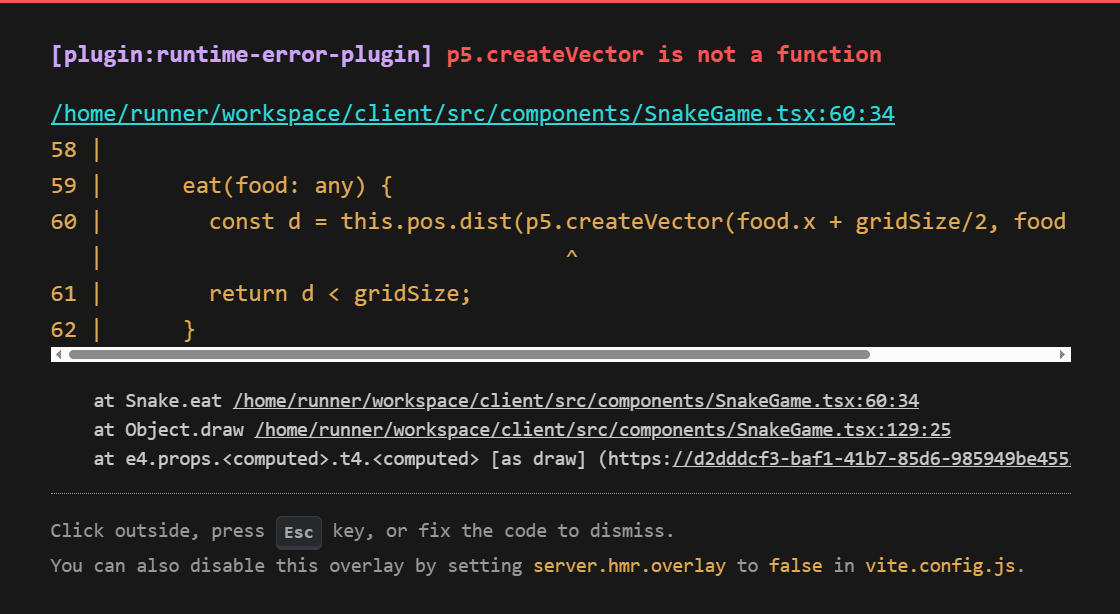 [plugin:runtime-error-plugin] p5.createVector is not a function
/home/runner/workspace/client/src/components/SnakeGame.tsx:60:34
58 |
59 |      eat(food: any) {
60 |        const d = this.pos.dist(p5.createVector(food.x + gridSize/2, food
   |                                   ^
61 |        return d < gridSize;
62 |      }
at Snake.eat /home/runner/workspace/client/src/components/SnakeGame.tsx:60:34
at Object.draw /home/runner/workspace/client/src/components/SnakeGame.tsx:129:25
at e4.props.<computed>.t4.<computed> [as draw] (https://d2dddcf3-baf1-41b7-85d6-985949be455
Click outside, press Esc key, or fix the code to dismiss.
You can also disable this overlay by setting server.hmr.overlay to false in vite.config.js.